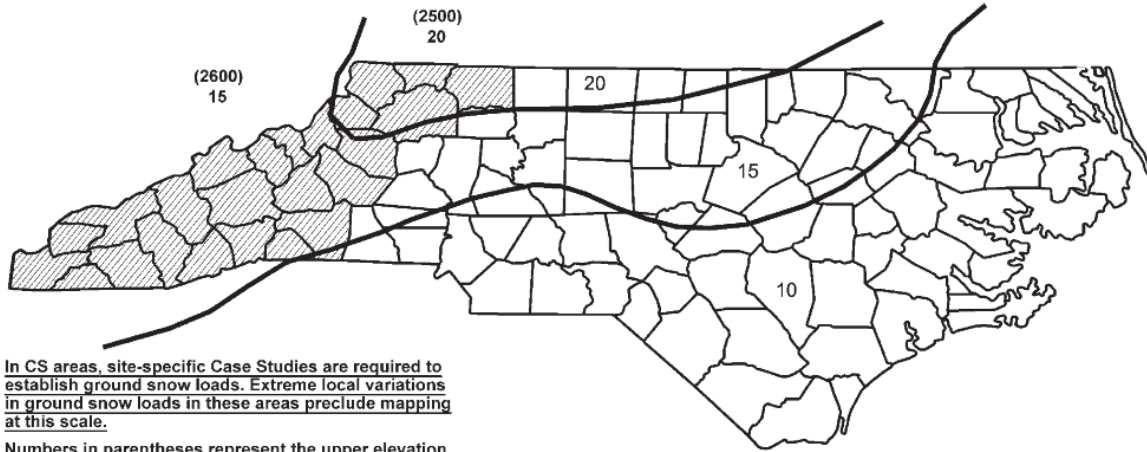 (2500)
20
(2600)
15
20
15
10
In CS areas, site-specific Case Studies are required to
establish ground snow loads. Extreme local variations
in ground snow loads in these areas preclude mapping
at this scale.
Numbers in parentheses represent the upper elevation